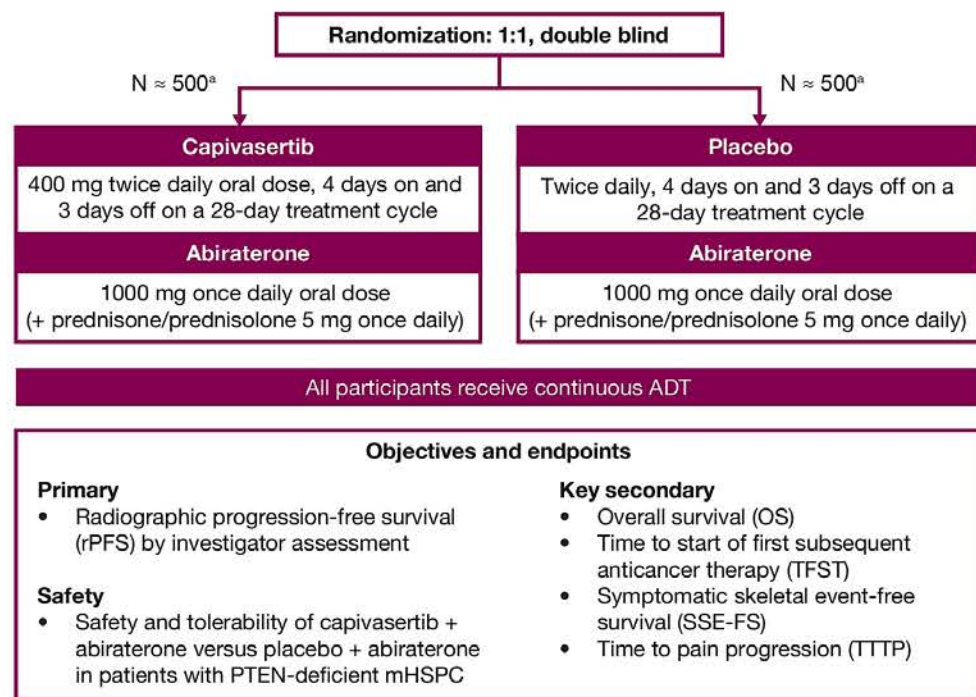 Randomization: 1:1, double blind
N ≈ 500ᵃ
N ≈ 500ᵃ
Capivasertib
400 mg twice daily oral dose, 4 days on and
3 days off on a 28-day treatment cycle
Abiraterone
1000 mg once daily oral dose
(+ prednisone/prednisolone 5 mg once daily)
Placebo
Twice daily, 4 days on and 3 days off on a
28-day treatment cycle
Abiraterone
1000 mg once daily oral dose
(+ prednisone/prednisolone 5 mg once daily)
All participants receive continuous ADT
Objectives and endpoints
Primary
• Radiographic progression-free survival
(rPFS) by investigator assessment
Safety
• Safety and tolerability of capivasertib +
abiraterone versus placebo + abiraterone
in patients with PTEN-deficient mHSPC
Key secondary
• Overall survival (OS)
• Time to start of first subsequent
anticancer therapy (TFST)
• Symptomatic skeletal event-free
survival (SSE-FS)
• Time to pain progression (TTTP)